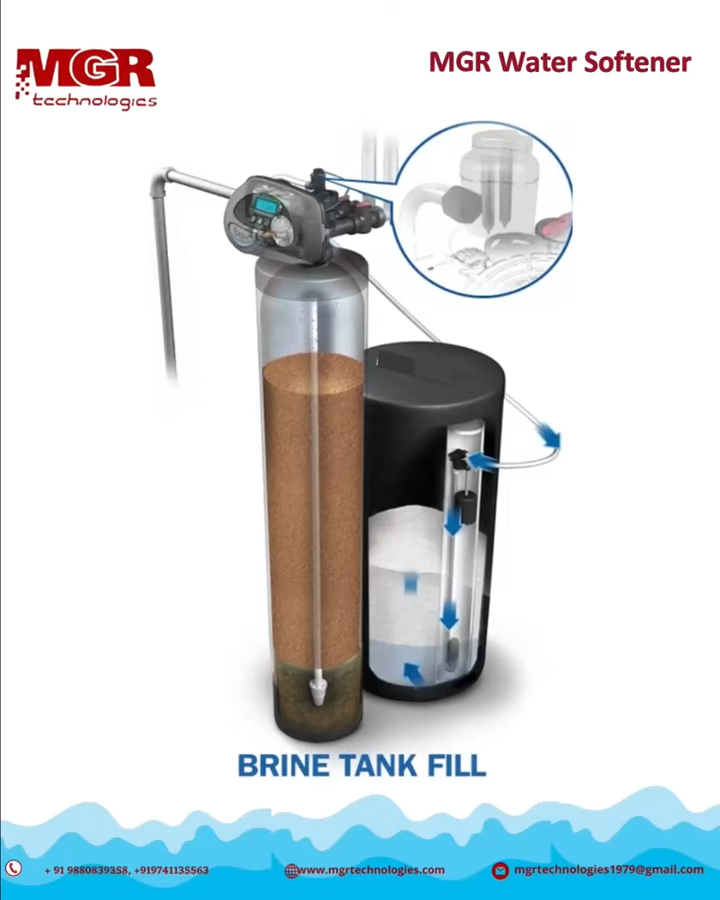 MGR
technologies
MGR Water Softener
BRINE TANK FILL
+ 91 9880839358, +919741135563
www.mgrtechnologies.com
mgrtechnologies1979@gmail.com